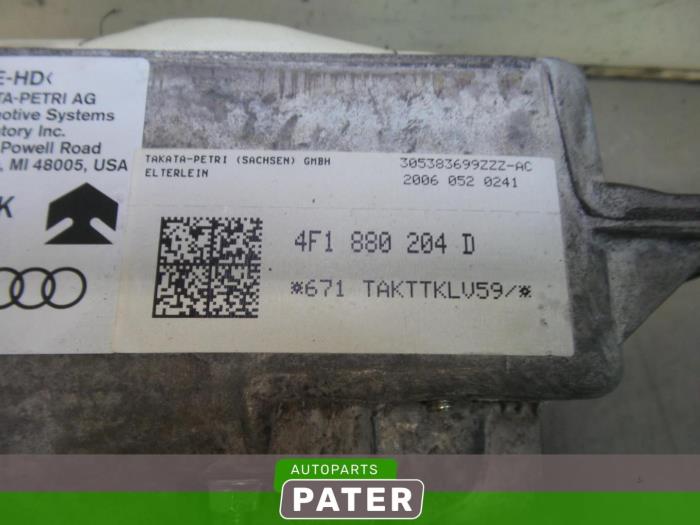 E-HD<
TA-PETRI AG
motive Systems
tory Inc.
Powell Road
MI 48005, USA
K
TAKATA-PETRI (SACHSEN) GMBH
ELTERLEIN
305383699ZZZ-AC
2006 052 0241
4F1 880 204 D
*671 TAKTTKLV59/*
AUTOPARTS
PATER